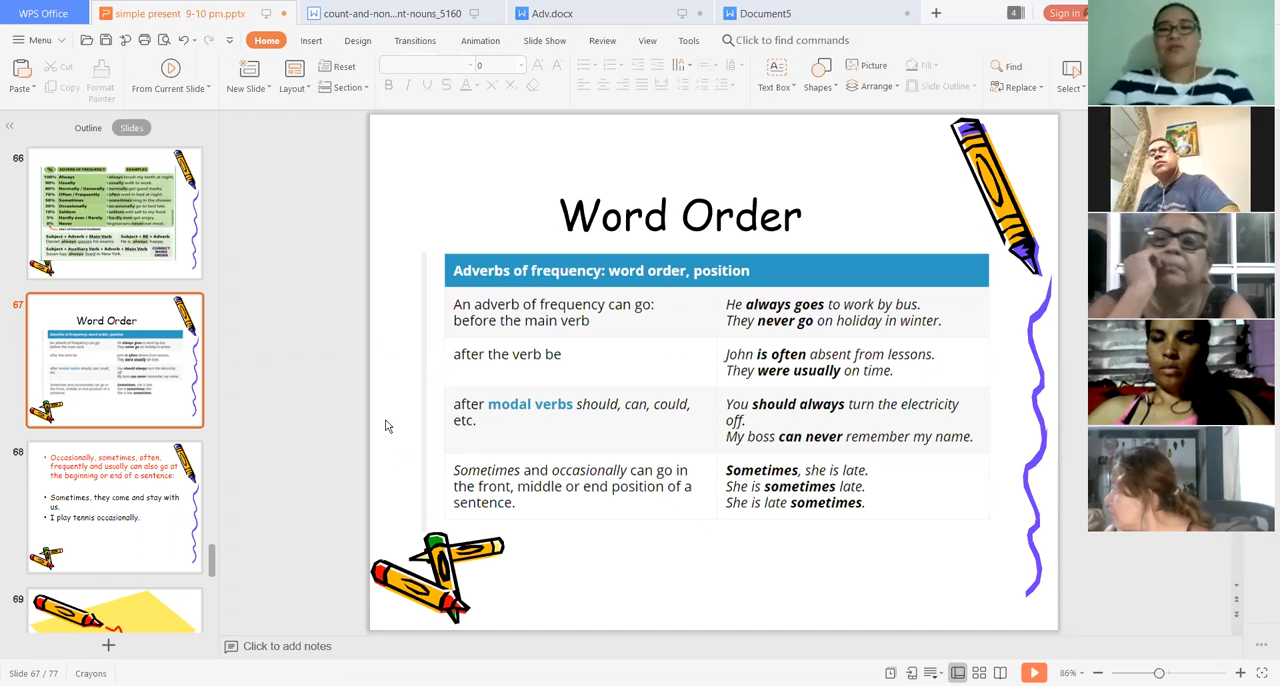 WPS Office
simple present 9-10 pm.pptx
count-and-non...nt-nouns_5160
Adv.docx
Document5
4
Sign in
Menu
Home
Insert
Design
Transitions
Animation
Slide Show
Review
View
Tools
Click to find commands
Paste
Cut
Copy
Format
Painter
From Current Slide
New Slide
Layout
Reset
Section
0
B I U S A
Text Box
Shapes
Picture
Arrange
Fill
Slide Outline
Find
Replace
Select
Outline
Slides
66
67
Word Order
68
Occasionally, sometimes, often,
frequently and usually can also go at
the beginning or end of a sentence:
Sometimes, they come and stay with
us.
I play tennis occasionally.
69
Word Order
Adverbs of frequency: word order, position
An adverb of frequency can go:
before the main verb
He always goes to work by bus.
They never go on holiday in winter.
after the verb be
John is often absent from lessons.
They were usually on time.
after modal verbs should, can, could,
etc.
You should always turn the electricity
off.
My boss can never remember my name.
Sometimes and occasionally can go in
the front, middle or end position of a
sentence.
Sometimes, she is late.
She is sometimes late.
She is late sometimes.
Click to add notes
Slide 67 / 77
Crayons
86%